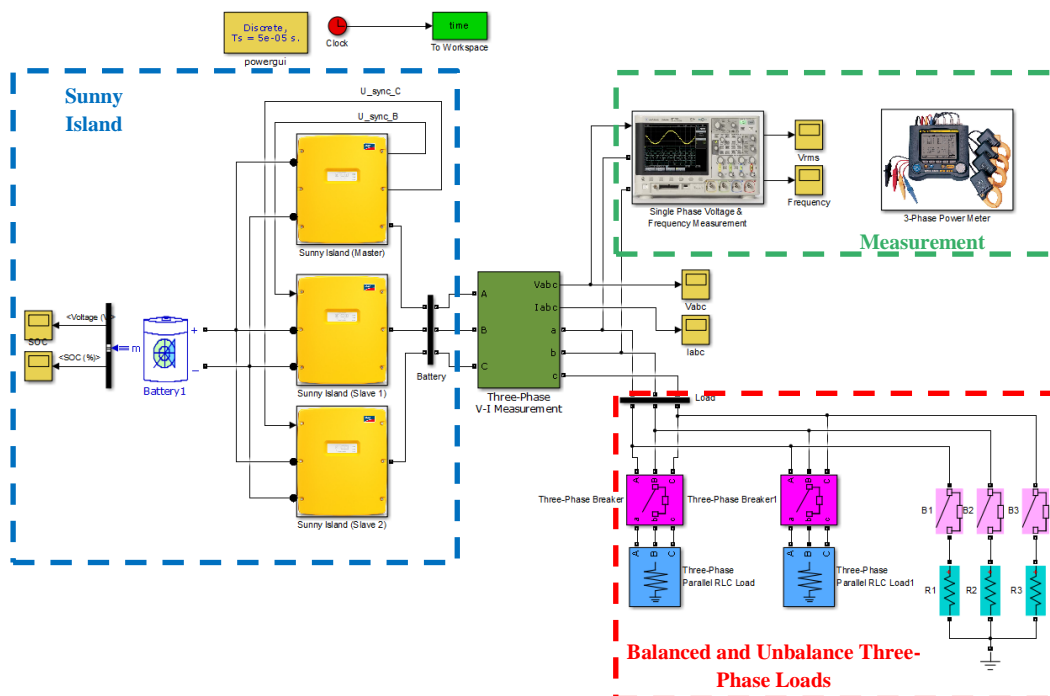 Discrete,
Ts = 5e-05 s.
powergui
Clock
time
To Workspace
Sunny
Island
U_sync_C
U_sync_B
Sunny Island (Master)
Sunny Island (Slave 1)
Sunny Island (Slave 2)
<Voltage (V
SOC
<SOC (%)>
m
+
_
Battery1
Battery
A
B
C
Vabc
Iabc
a
b
c
Three-Phase
V-I Measurement
Vabc
Iabc
Single Phase Voltage &
Frequency Measurement
Vrms
Frequency
3-Phase Power Meter
Measurement
Load
Three-Phase Breaker
A
B
C
a
b
c
Three-Phase Breaker1
A
B
C
a
b
c
A
B
C
Three-Phase
Parallel RLC Load
A
B
C
Three-Phase
Parallel RLC Load1
B1
B2
B3
R1
R2
R3
Balanced and Unbalance Three-
Phase Loads